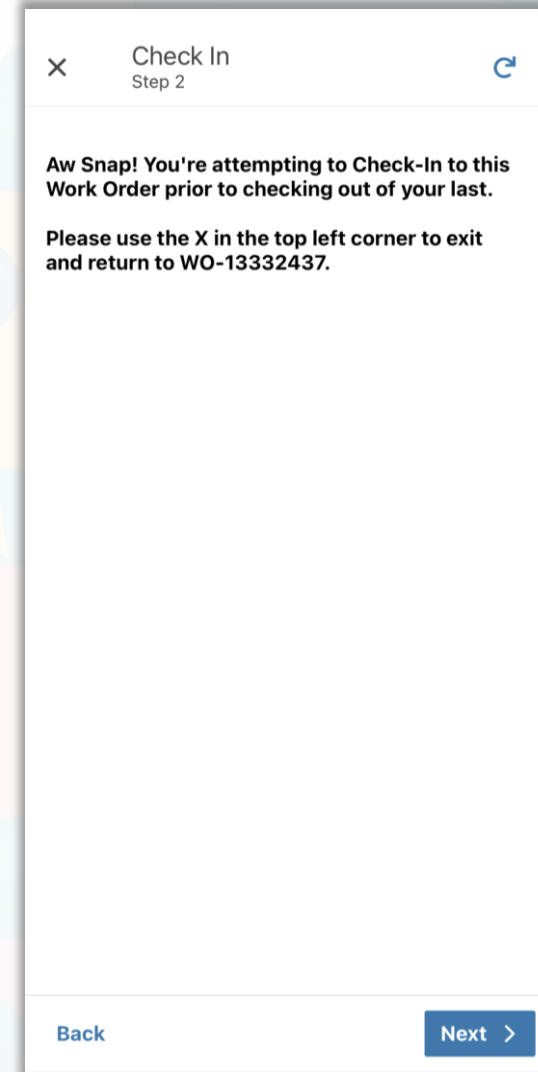 Check In
Step 2
Aw Snap! You're attempting to Check-In to this
Work Order prior to checking out of your last.
Please use the X in the top left corner to exit
and return to WO-13332437.
Back
Next